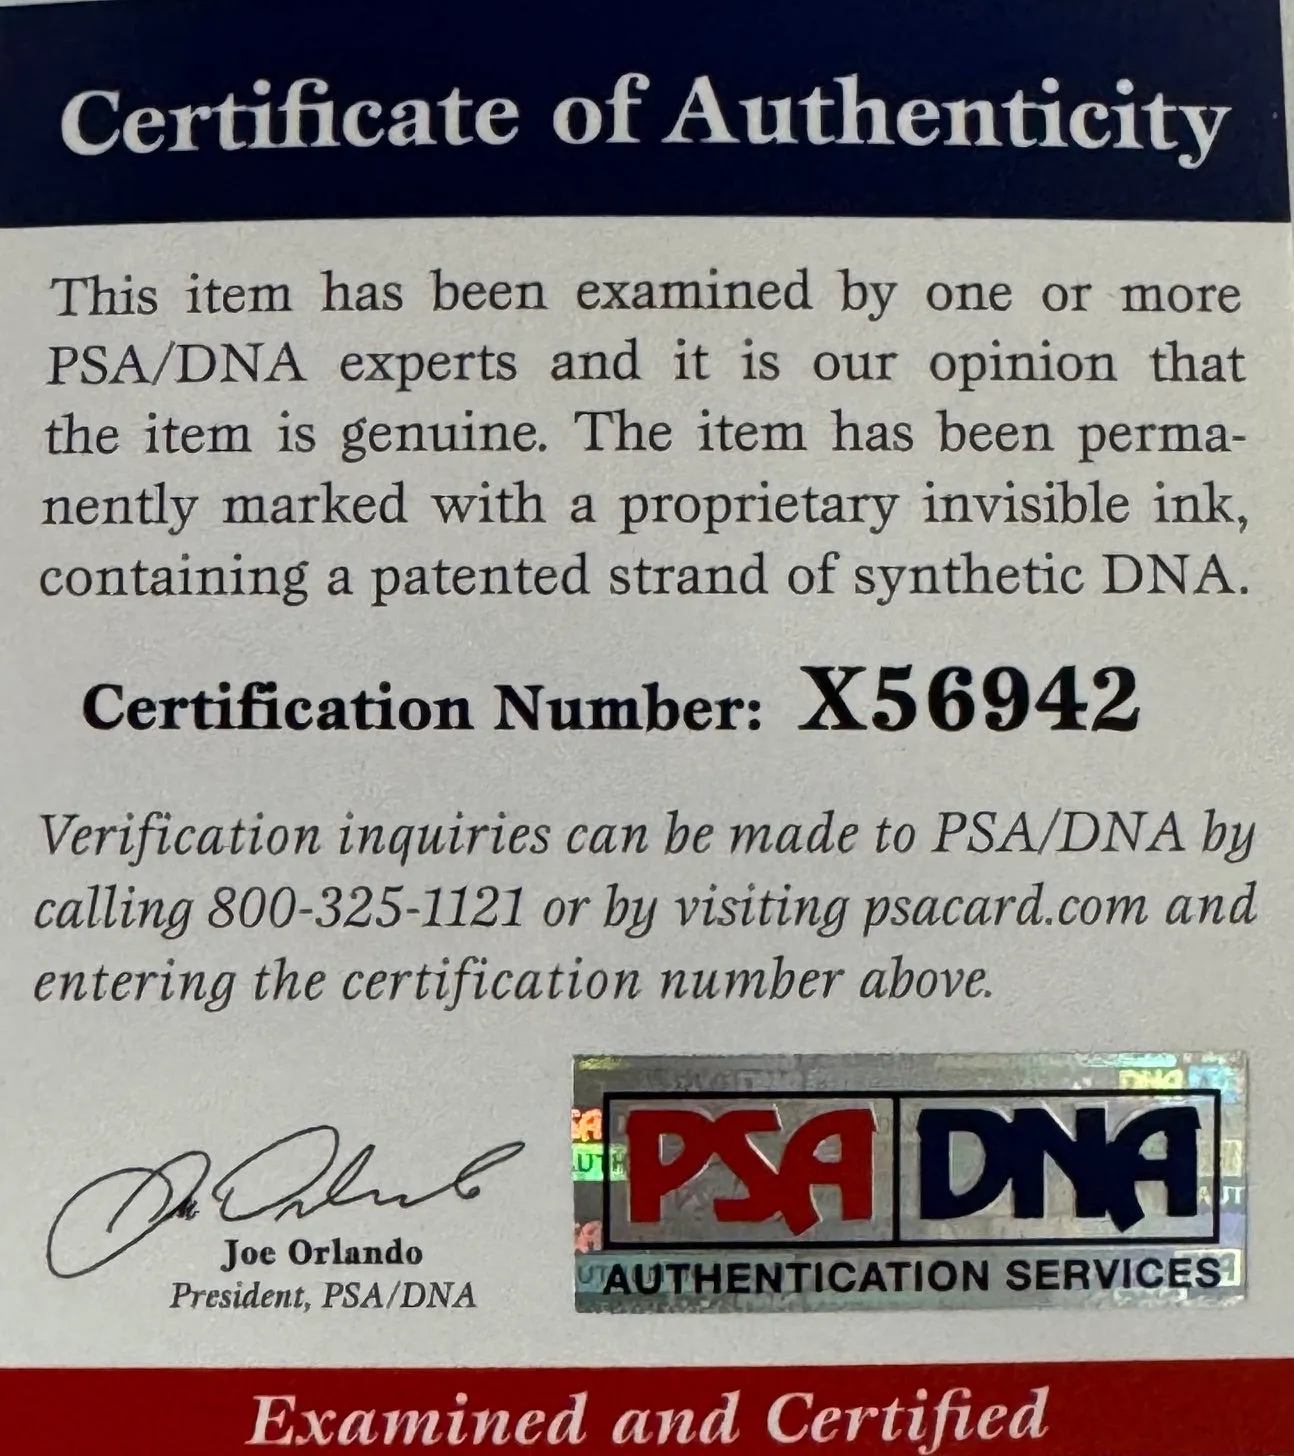 Certificate of Authenticity
This item has been examined by one or more
PSA/DNA experts and it is our opinion that
the item is genuine. The item has been perma-
nently marked with a proprietary invisible ink,
containing a patented strand of synthetic DNA.
Certification Number: X56942
Verification inquiries can be made to PSA/DNA by
calling 800-325-1121 or by visiting psacard.com and
entering the certification number above.
Joe Orlando
President, PSA/DNA
PSA DNA
AUTHENTICATION SERVICES
Examined and Certified